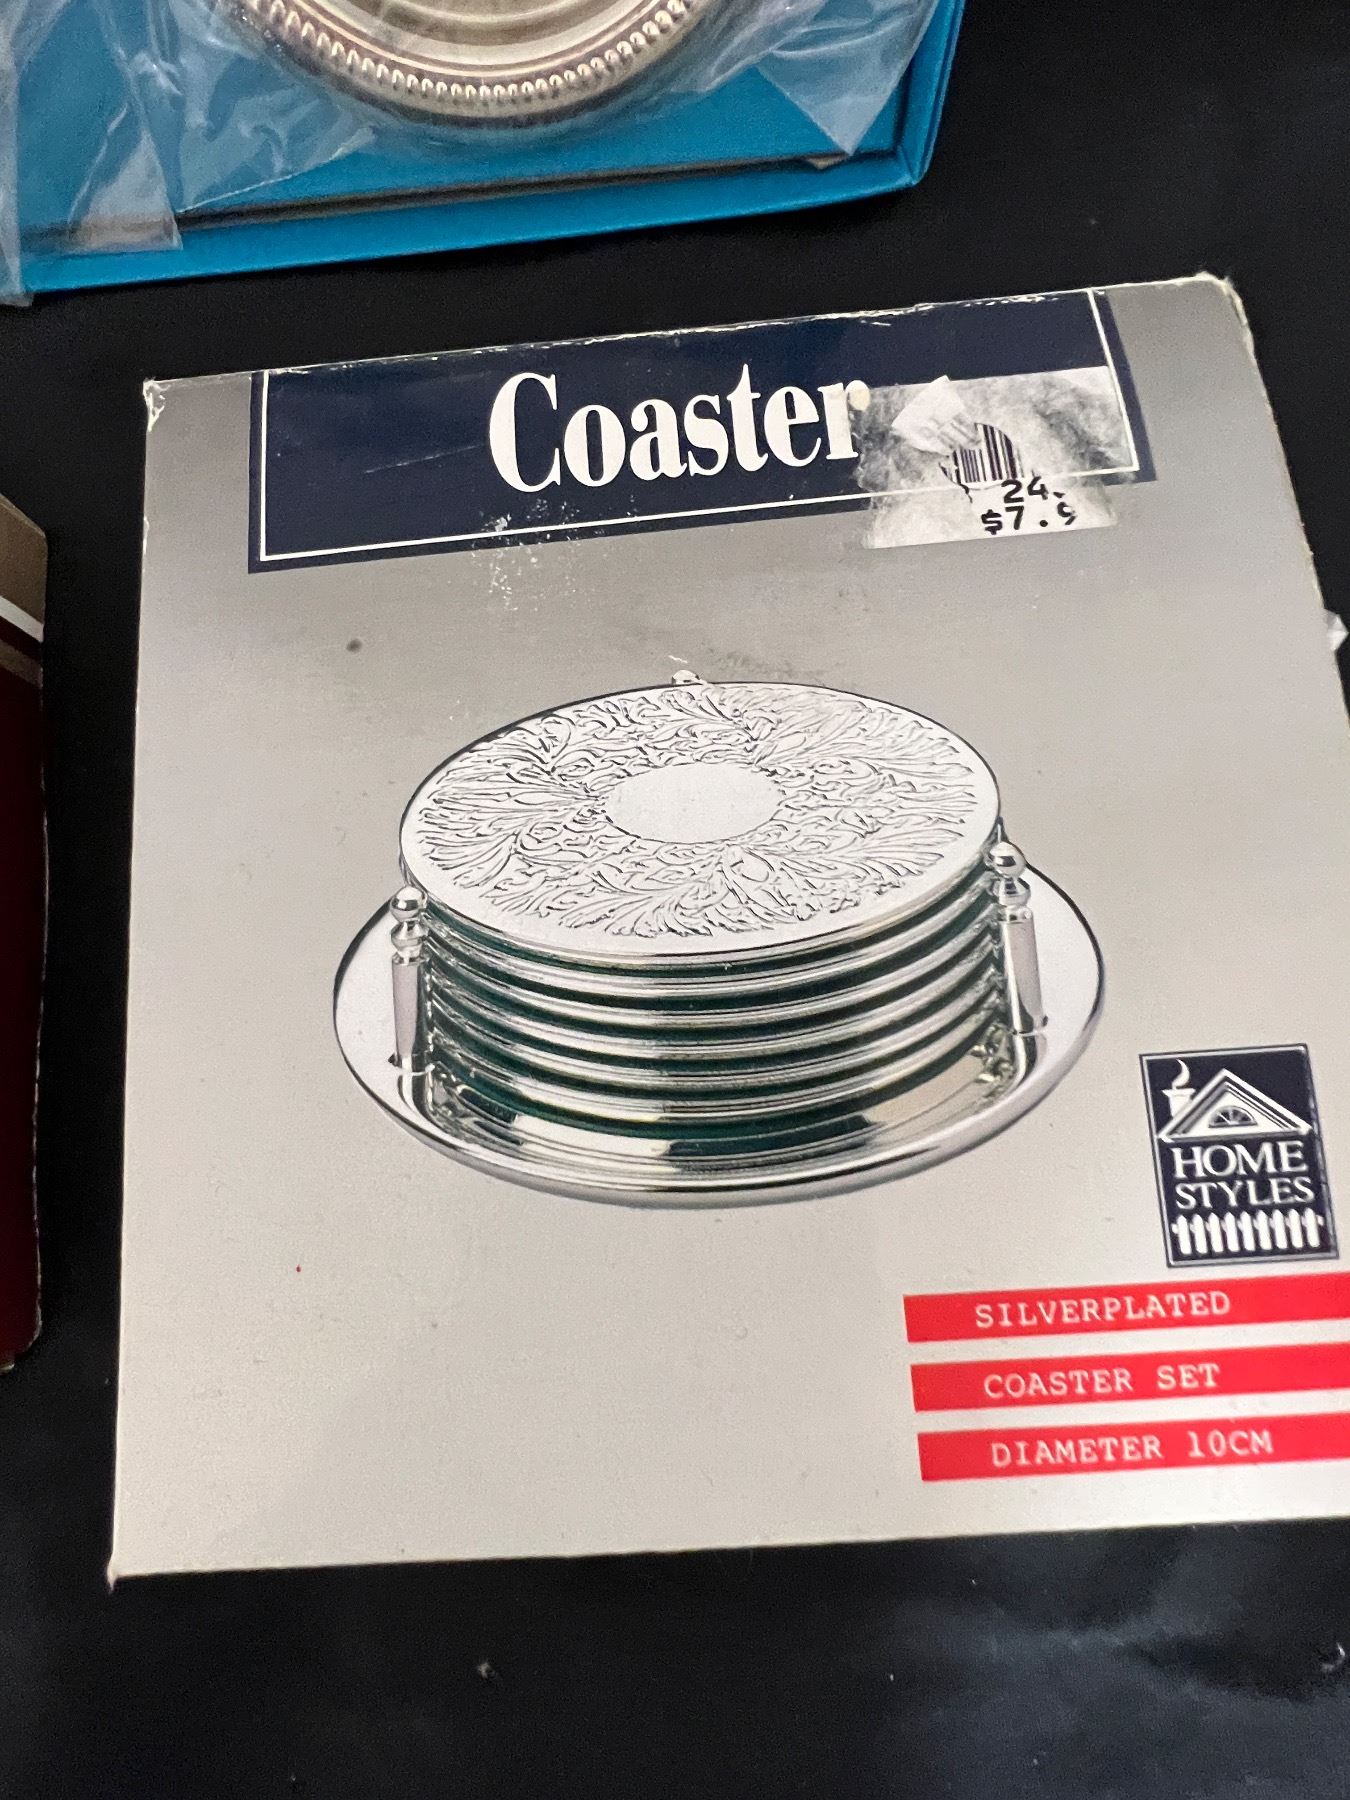 Coaster
24.
$7.9
HOME
STYLES
SILVERPLATED
COASTER SET
DIAMETER 10CM